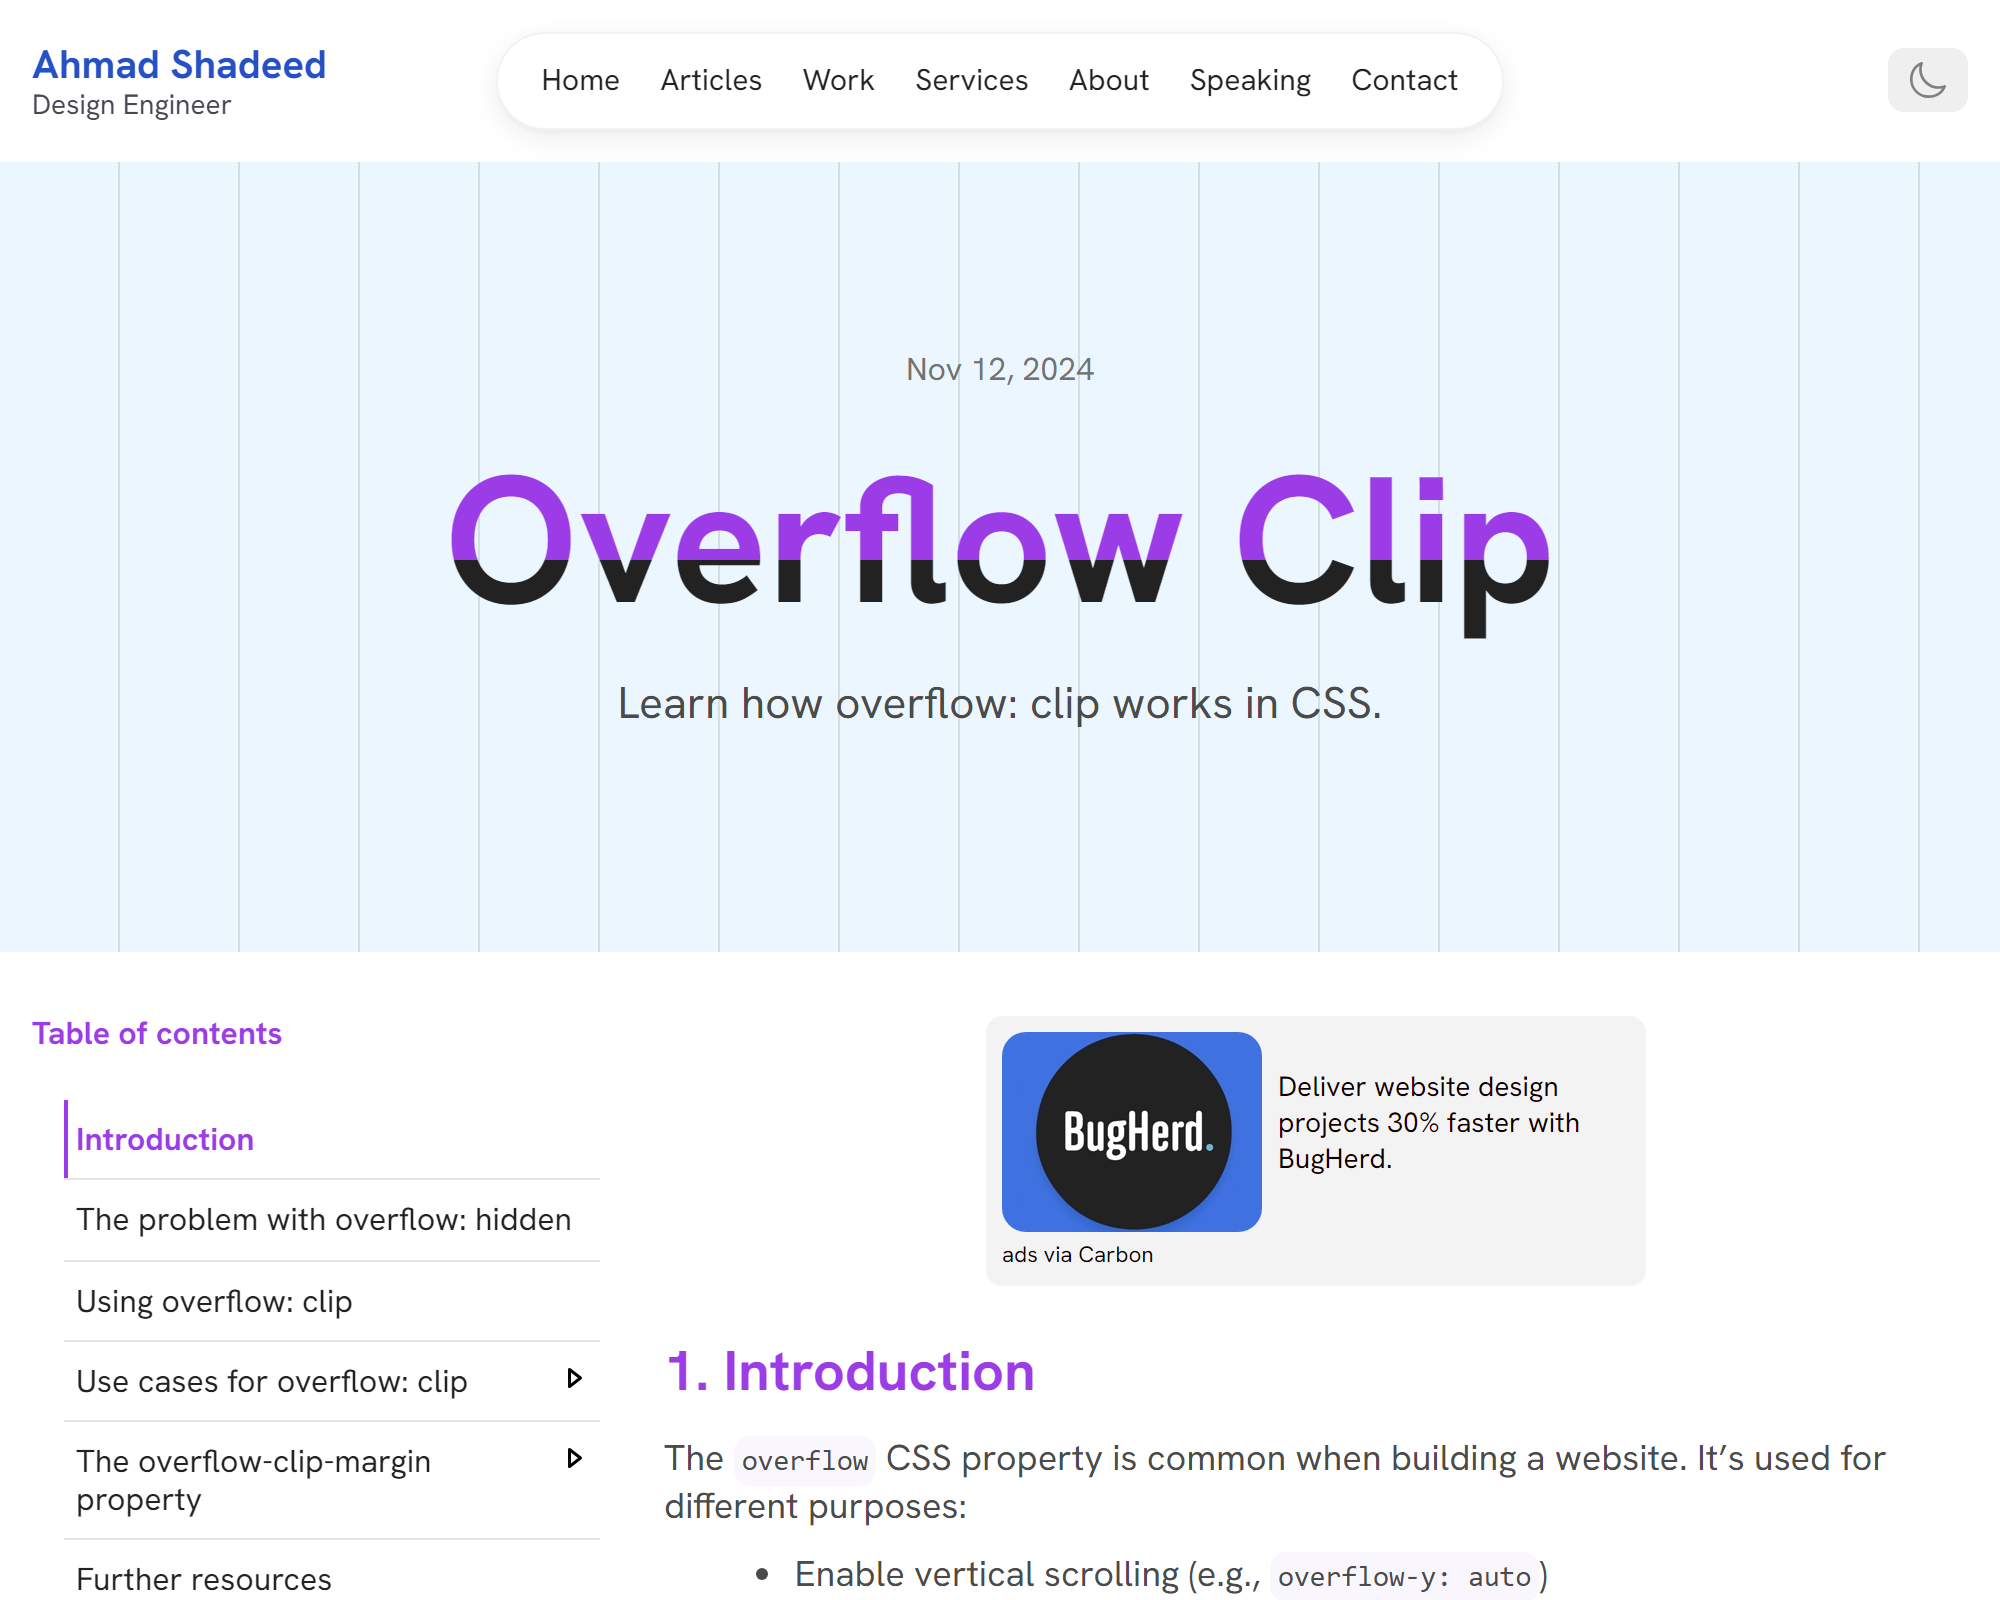 Ahmad Shadeed
Design Engineer
Home Articles Work Services About Speaking Contact
Nov 12, 2024
Overflow Clip
Learn how overflow: clip works in CSS.
Table of contents
Introduction
The problem with overflow: hidden
Using overflow: clip
Use cases for overflow: clip
The overflow-clip-margin
property
Further resources
BugHerd.
Deliver website design
projects 30% faster with
BugHerd.
ads via Carbon
1. Introduction
The overflow CSS property is common when building a website. It’s used for
different purposes:
• Enable vertical scrolling (e.g., overflow-y: auto)